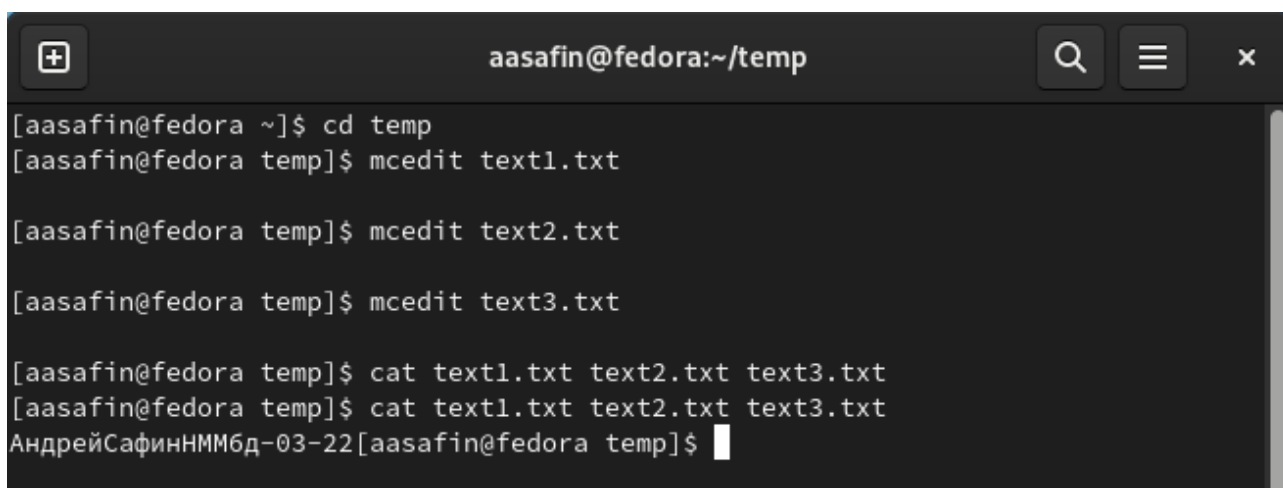 aasafin@fedora:~/temp
[aasafin@fedora ~]$ cd temp
[aasafin@fedora temp]$ mcedit text1.txt
[aasafin@fedora temp]$ mcedit text2.txt
[aasafin@fedora temp]$ mcedit text3.txt
[aasafin@fedora temp]$ cat text1.txt text2.txt text3.txt
[aasafin@fedora temp]$ cat text1.txt text2.txt text3.txt
АндрейСафинНММбд-03-22[aasafin@fedora temp]$